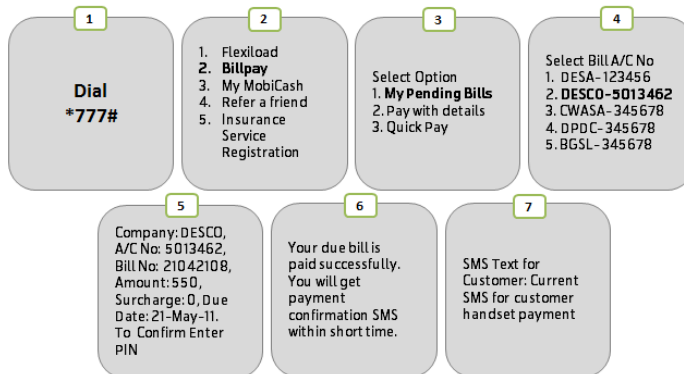 1
Dial
*777#
2
1. Flexiload
2. Billpay
3. My MobiCash
4. Refer a friend
5. Insurance
Service
Registration
3
Select Option
1. My Pending Bills
2. Pay with details
3. Quick Pay
4
Select Bill A/C No
1. DESA-123456
2. DESCO-5013462
3. CWASA-345678
4. DPDC-345678
5. BGSL-345678
5
Company: DESCO,
A/C No: 5013462,
Bill No: 21042108,
Amount: 550,
Surcharge: 0, Due
Date: 21-May-11.
To Confirm Enter
PIN
6
Your due bill is
paid successfully.
You will get
payment
confirmation SMS
within short time.
7
SMS Text for
Customer: Current
SMS for customer
handset payment